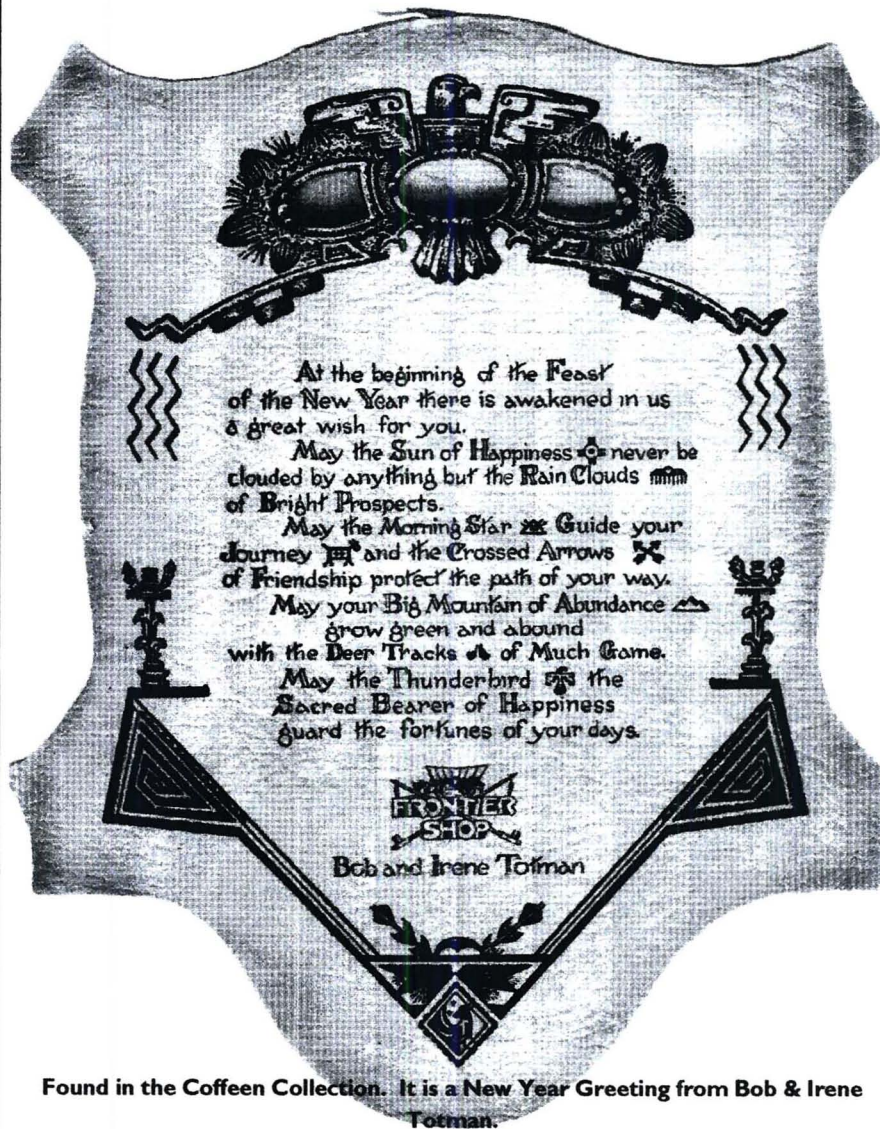 At the beginning of the Feast
of the New Year there is awakened in us
a great wish for you.
May the Sun of Happiness never be
clouded by anything but the Rain Clouds
of Bright Prospects.
May the Morning Star Guide your
Journey and the Crossed Arrows
of Friendship protect the path of your way.
May your Big Mountain of Abundance
grow green and abound
with the Deer Tracks of Much Game.
May the Thunderbird the
Sacred Bearer of Happiness
guard the fortunes of your days.
FRONTIER
SHOP
Bob and Irene Totman
Found in the Coffeen Collection. It is a New Year Greeting from Bob & Irene
Totman.